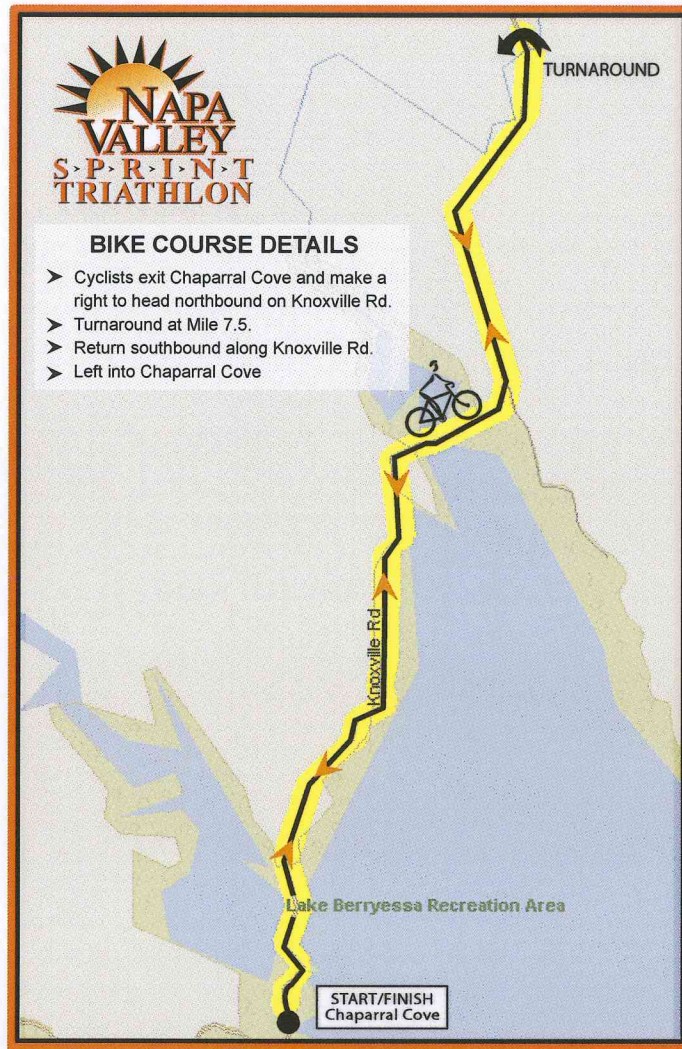 NAPA
VALLEY
S·P·R·I·N·T
TRIATHLON
TURNAROUND
BIKE COURSE DETAILS
➤ Cyclists exit Chaparral Cove and make a
right to head northbound on Knoxville Rd.
➤ Turnaround at Mile 7.5.
➤ Return southbound along Knoxville Rd.
➤ Left into Chaparral Cove
Knoxville Rd
Lake Berryessa Recreation Area
START/FINISH
Chaparral Cove